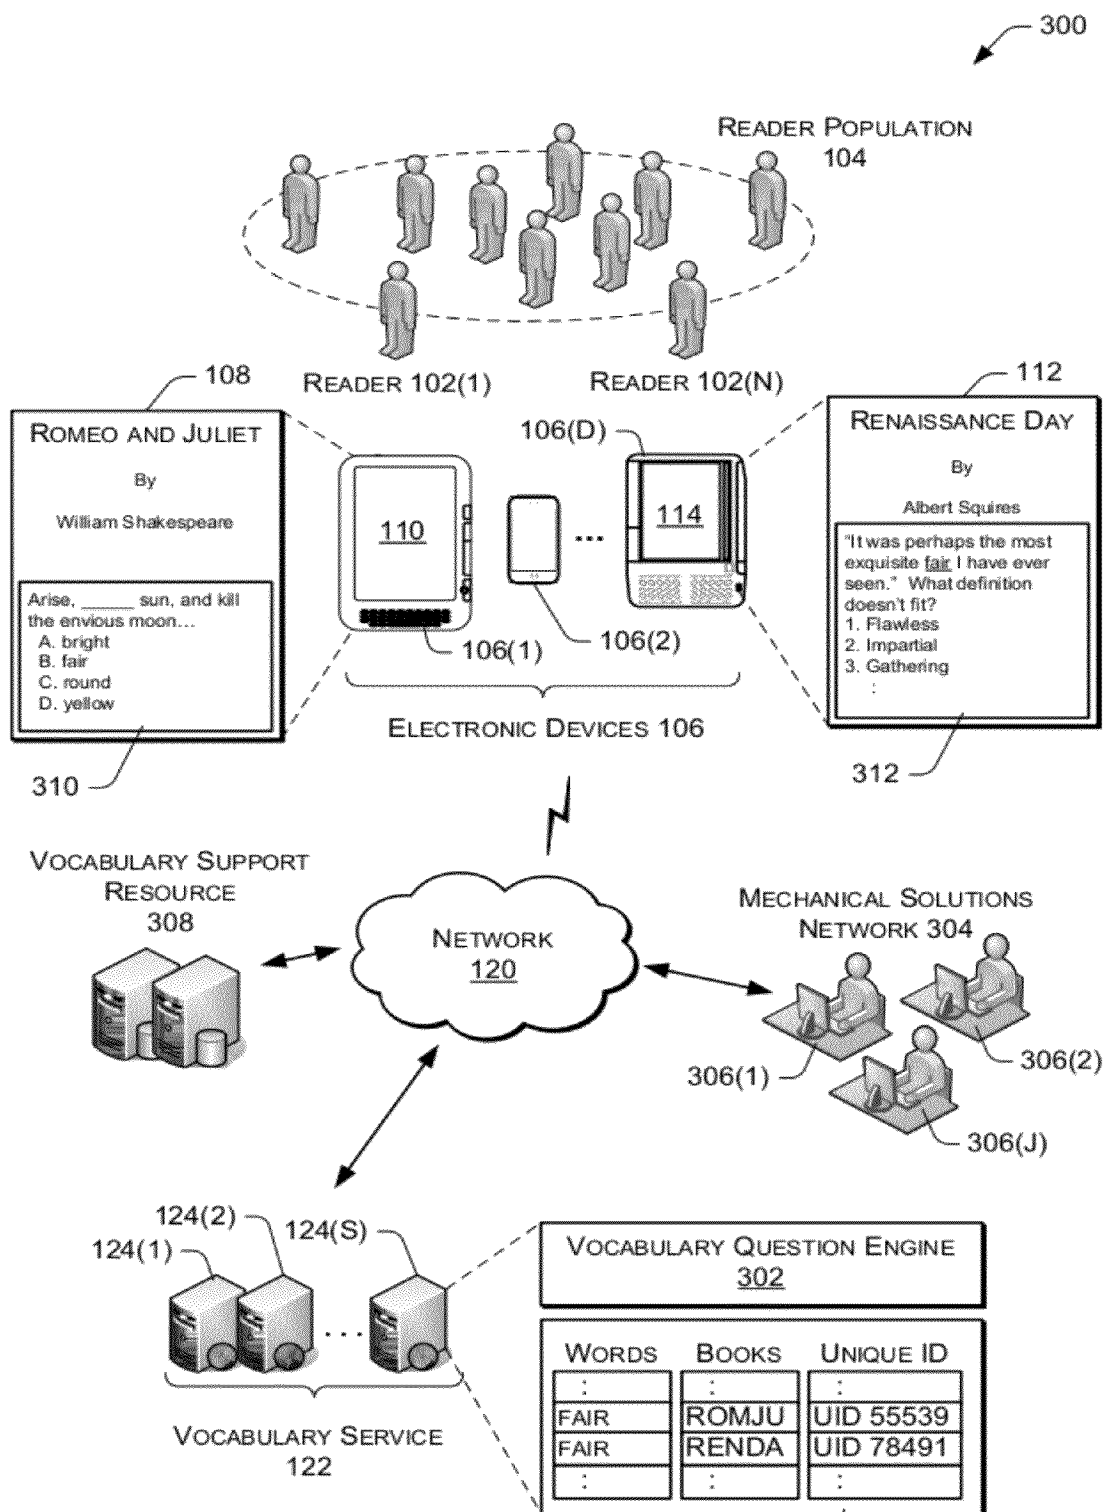 300
READER POPULATION
104
READER 102(1)
READER 102(N)
108
ROMEO AND JULIET
By
William Shakespeare
Arise, _____ sun, and kill
the envious moon…
A. bright
B. fair
C. round
D. yellow
310
106(D)
110
114
106(1)
106(2)
ELECTRONIC DEVICES 106
112
RENAISSANCE DAY
By
Albert Squires
"It was perhaps the most
exquisite fair I have ever
seen." What definition
doesn't fit?
1. Flawless
2. Impartial
3. Gathering
:
312
VOCABULARY SUPPORT
RESOURCE
308
NETWORK
120
MECHANICAL SOLUTIONS
NETWORK 304
306(1)
306(2)
306(J)
124(1)
124(2)
124(S)
...
VOCABULARY SERVICE
122
VOCABULARY QUESTION ENGINE
302
WORDS BOOKS UNIQUE ID
: : :
FAIR ROMJU UID 55539
FAIR RENDA UID 78491
: : :